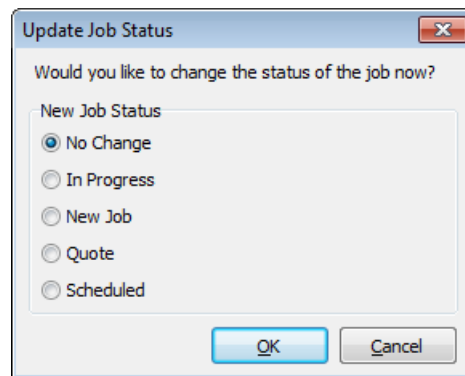 Update Job Status
Would you like to change the status of the job now?
New Job Status
No Change
In Progress
New Job
Quote
Scheduled
OK Cancel